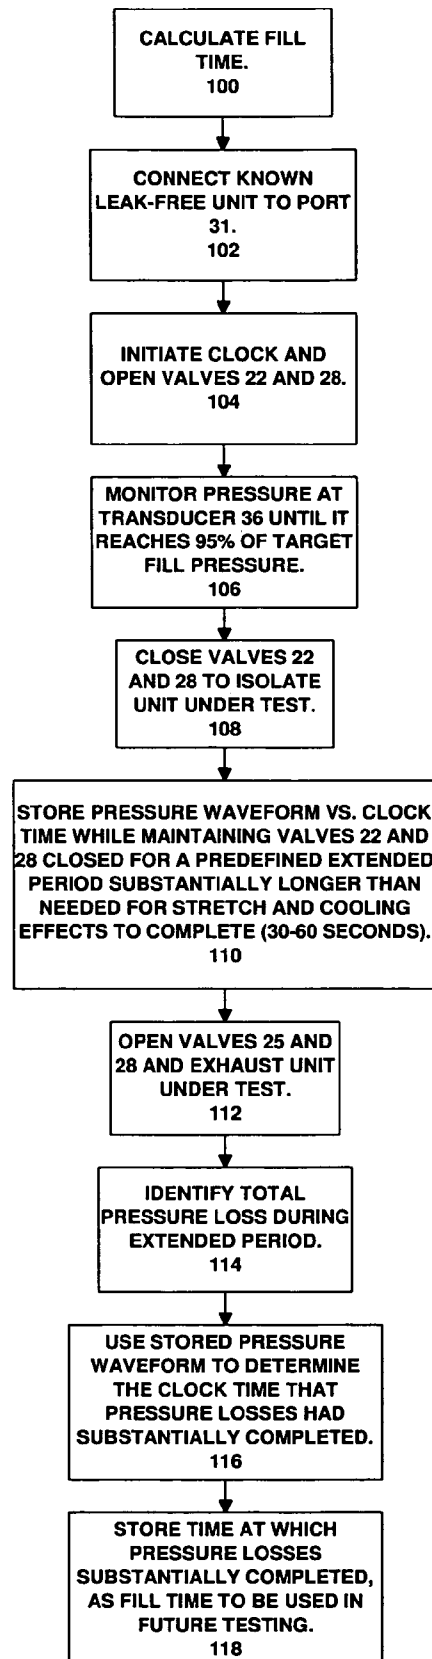 CALCULATE FILL
TIME.
100
CONNECT KNOWN
LEAK-FREE UNIT TO PORT
31.
102
INITIATE CLOCK AND
OPEN VALVES 22 AND 28.
104
MONITOR PRESSURE AT
TRANSDUCER 36 UNTIL IT
REACHES 95% OF TARGET
FILL PRESSURE.
106
CLOSE VALVES 22
AND 28 TO ISOLATE
UNIT UNDER TEST.
108
STORE PRESSURE WAVEFORM VS. CLOCK
TIME WHILE MAINTAINING VALVES 22 AND
28 CLOSED FOR A PREDEFINED EXTENDED
PERIOD SUBSTANTIALLY LONGER THAN
NEEDED FOR STRETCH AND COOLING
EFFECTS TO COMPLETE (30-60 SECONDS).
110
OPEN VALVES 25 AND
28 AND EXHAUST UNIT
UNDER TEST.
112
IDENTIFY TOTAL
PRESSURE LOSS DURING
EXTENDED PERIOD.
114
USE STORED PRESSURE
WAVEFORM TO DETERMINE
THE CLOCK TIME THAT
PRESSURE LOSSES HAD
SUBSTANTIALLY COMPLETED.
116
STORE TIME AT WHICH
PRESSURE LOSSES
SUBSTANTIALLY COMPLETED,
AS FILL TIME TO BE USED IN
FUTURE TESTING.
118